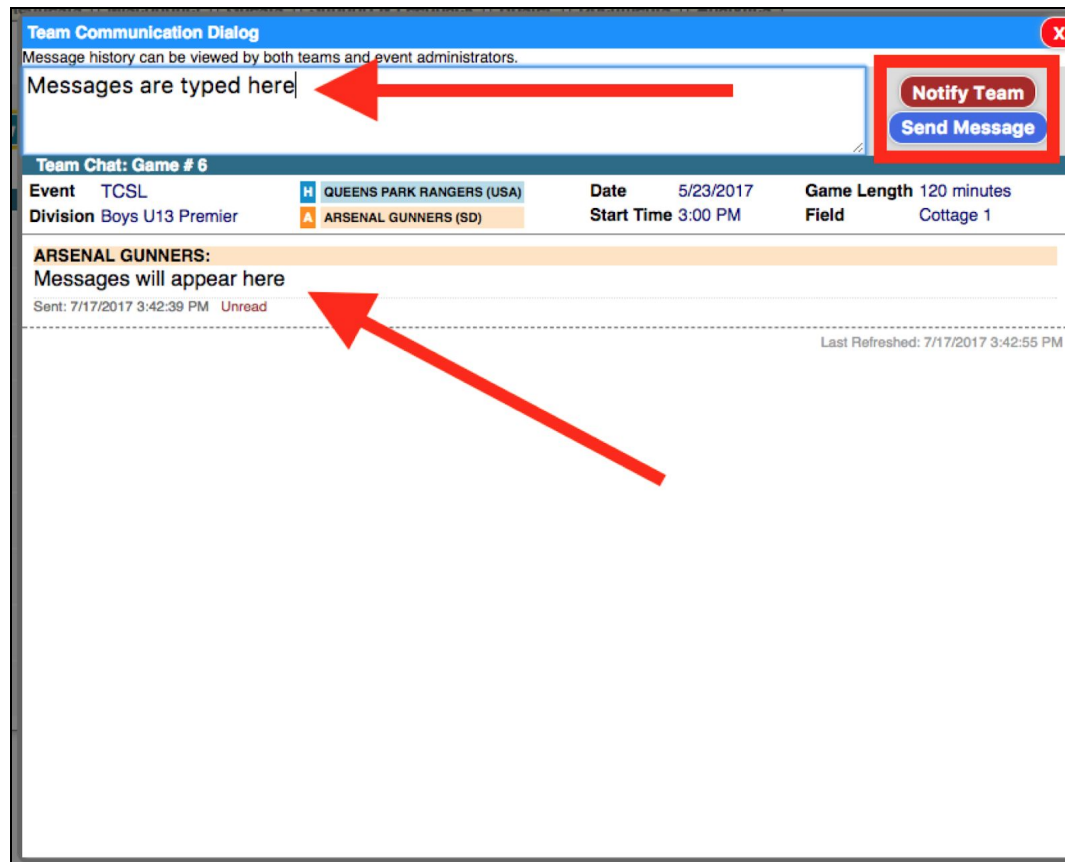 Team Communication Dialog
X
Message history can be viewed by both teams and event administrators.
Messages are typed here
Notify Team
Send Message
Team Chat: Game # 6
Event TCSL H QUEENS PARK RANGERS (USA) Date 5/23/2017 Game Length 120 minutes
Division Boys U13 Premier A ARSENAL GUNNERS (SD) Start Time 3:00 PM Field Cottage 1
ARSENAL GUNNERS:
Messages will appear here
Sent: 7/17/2017 3:42:39 PM Unread
Last Refreshed: 7/17/2017 3:42:55 PM